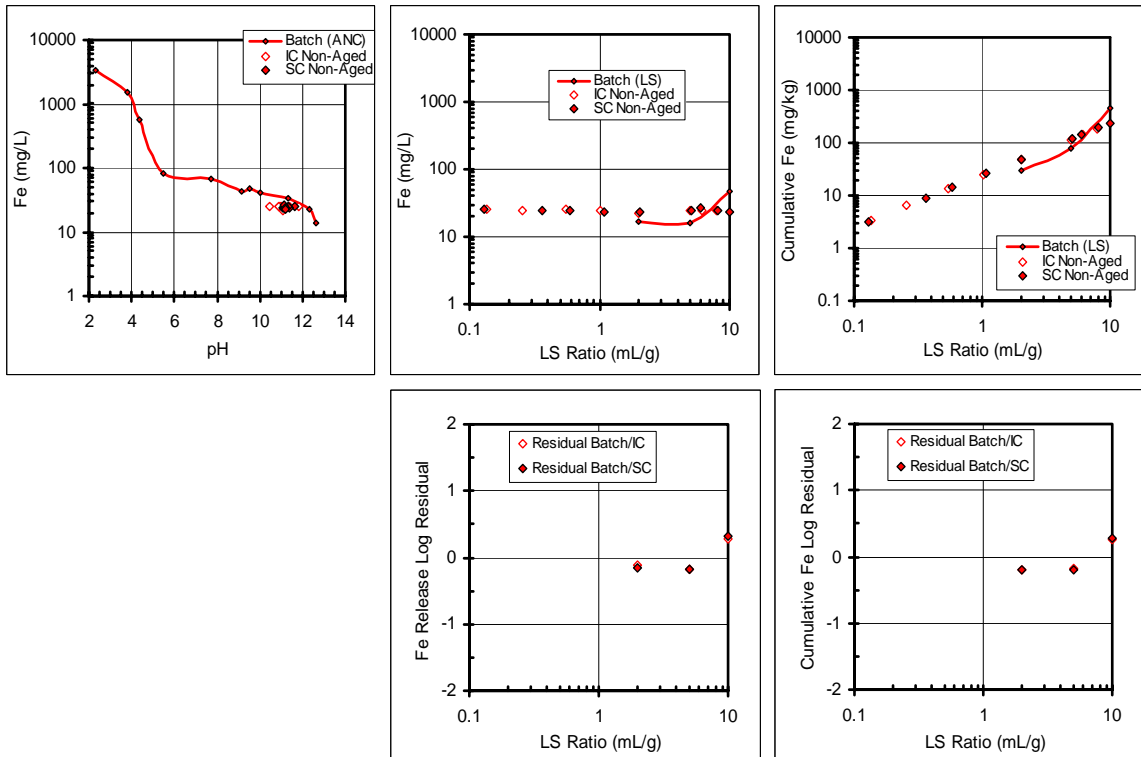 10000
1000
100
10
1
Fe (mg/L)
2 4 6 8 10 12 14
pH
Batch (ANC)
IC Non-Aged
SC Non-Aged
10000
1000
100
10
1
Fe (mg/L)
0.1 1 10
LS Ratio (mL/g)
Batch (LS)
IC Non-Aged
SC Non-Aged
10000
1000
100
10
1
0.1
Cumulative Fe (mg/kg)
0.1 1 10
LS Ratio (mL/g)
Batch (LS)
IC Non-Aged
SC Non-Aged
2
1
0
-1
-2
Fe Release Log Residual
0.1 1 10
LS Ratio (mL/g)
Residual Batch/IC
Residual Batch/SC
2
1
0
-1
-2
Cumulative Fe Log Residual
0.1 1 10
LS Ratio (mL/g)
Residual Batch/IC
Residual Batch/SC